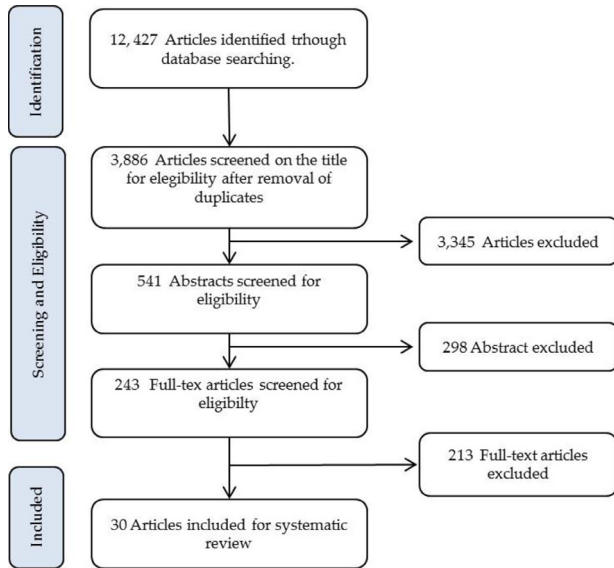 Identification
12, 427 Articles identified trhough
database searching.
Screening and Eligibility
3,886 Articles screened on the title
for elegibility after removal of
duplicates
3,345 Articles excluded
541 Abstracts screened for
eligibility
298 Abstract excluded
243 Full-tex articles screened for
eligibilty
213 Full-text articles
excluded
Included
30 Articles included for systematic
review